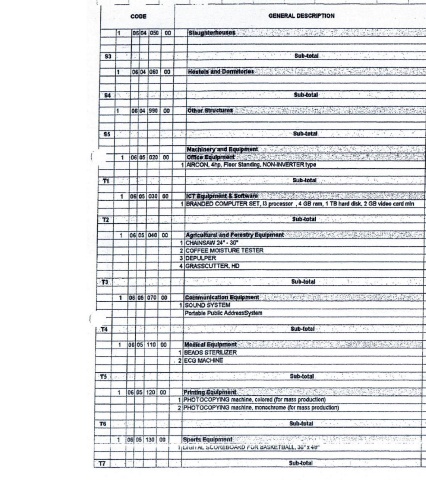 CODE GENERAL DESCRIPTION
1 06 04 050 00 Slaughterhouses
S3 Sub-total
1 06 04 060 00 Hostels and Dormitories
S4 Sub-total
1 06 04 990 00 Other Structures
S5 Sub-total
Machinery and Equipment
1 06 05 020 00 Office Equipment
1 AIRCON, 4hp, Floor Standing, NON-INVERTER type
T1 Sub-total
1 06 05 030 00 ICT Equipment & Software
1 BRANDED COMPUTER SET, i3 processor , 4 GB ram, 1 TB hard disk, 2 GB video card min
T2 Sub-total
1 06 05 040 00 Agricultural and Forestry Equipment
1 CHAINSAW 24" - 30"
2 COFFEE MOISTURE TESTER
3 DEPULPER
4 GRASSCUTTER, HD
T3 Sub-total
1 06 05 070 00 Communication Equipment
1 SOUND SYSTEM
Portable Public AddressSystem
T4 Sub-total
1 06 05 110 00 Medical Equipment
1 BEADS STERILIZER
2 ECG MACHINE
T5 Sub-total
1 06 05 120 00 Printing Equipment
1 PHOTOCOPYING machine, colored (for mass production)
2 PHOTOCOPYING machine, monochrome (for mass production)
T6 Sub-total
1 06 05 130 00 Sports Equipment
1 DIGITAL SCOREBOARD FOR BASKETBALL, 36" x 48"
T7 Sub-total